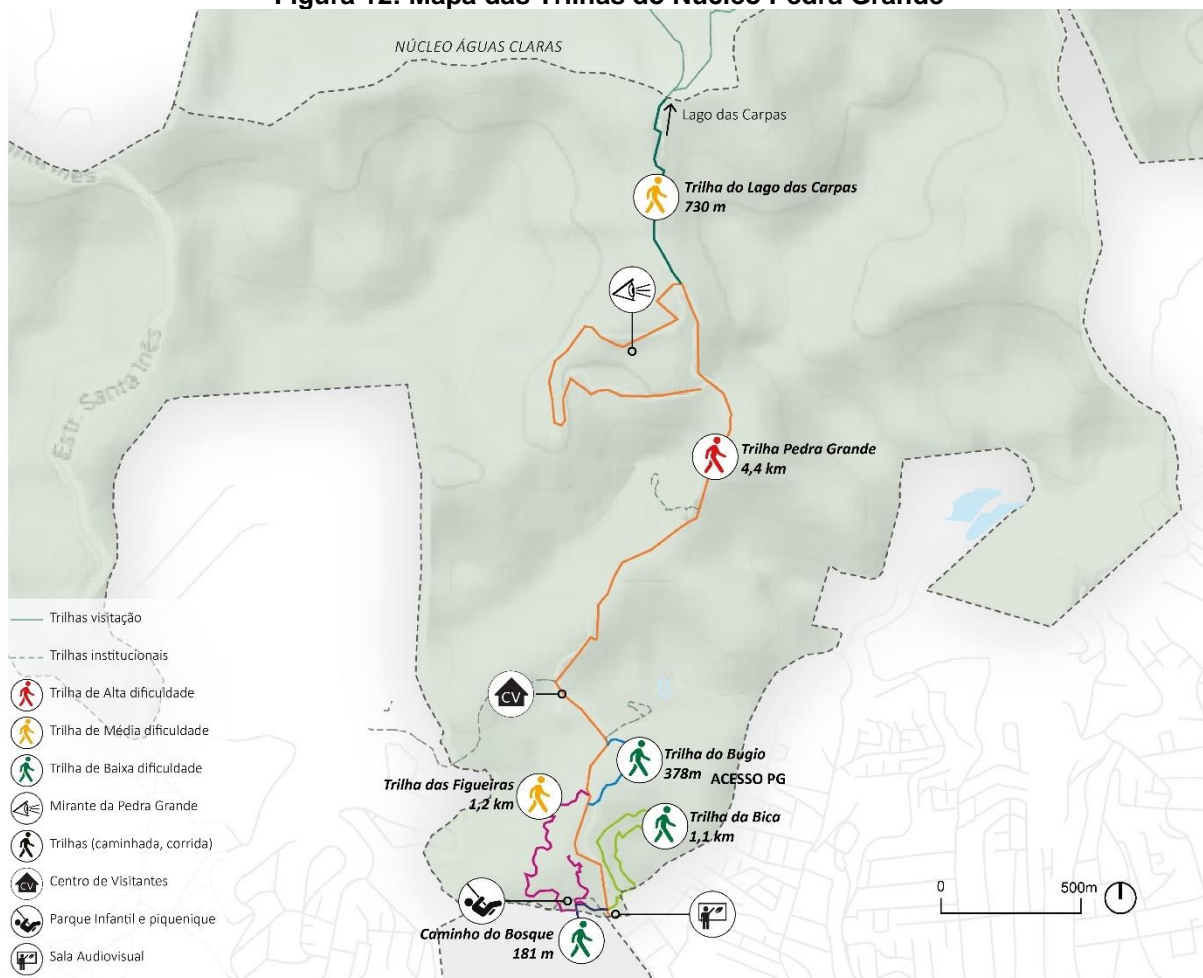 Figura 12: Mapa das Trilhas do Núcleo Pedra Grande
NÚCLEO ÁGUAS CLARAS
Lago das Carpas
Trilha do Lago das Carpas
730 m
Estr. Santa Inês
Trilha Pedra Grande
4,4 km
CV
Trilha do Bugio
378m ACESSO PG
Trilha das Figueiras
1,2 km
Trilha da Bica
1,1 km
Caminho do Bosque
181 m
0 500m
Trilhas visitação
Trilhas institucionais
Trilha de Alta dificuldade
Trilha de Média dificuldade
Trilha de Baixa dificuldade
Mirante da Pedra Grande
Trilhas (caminhada, corrida)
CV Centro de Visitantes
Parque Infantil e piquenique
Sala Audiovisual